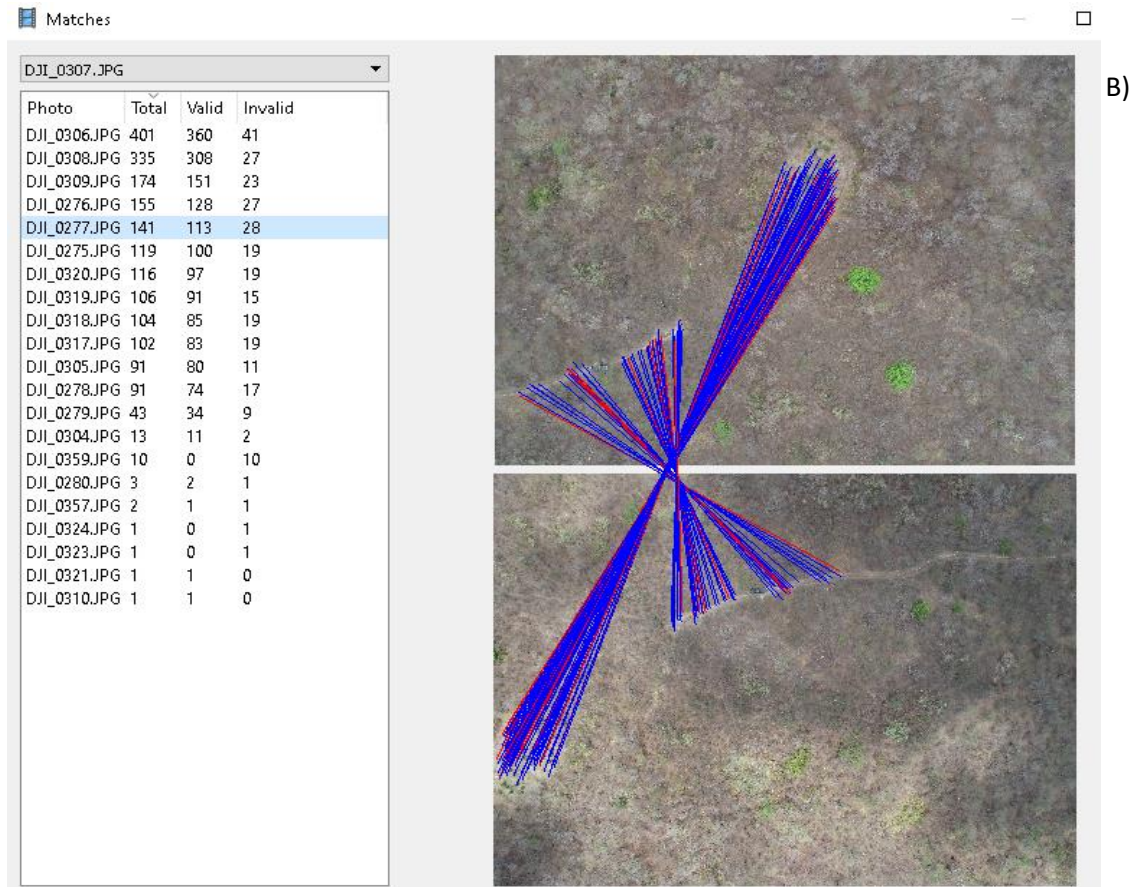 Matches
DJI_0307.JPG
B)
Photo Total Valid Invalid
DJI_0306.JPG 401 360 41
DJI_0308.JPG 335 308 27
DJI_0309.JPG 174 151 23
DJI_0276.JPG 155 128 27
DJI_0277.JPG 141 113 28
DJI_0275.JPG 119 100 19
DJI_0320.JPG 116 97 19
DJI_0319.JPG 106 91 15
DJI_0318.JPG 104 85 19
DJI_0317.JPG 102 83 19
DJI_0305.JPG 91 80 11
DJI_0278.JPG 91 74 17
DJI_0279.JPG 43 34 9
DJI_0304.JPG 13 11 2
DJI_0359.JPG 10 0 10
DJI_0280.JPG 3 2 1
DJI_0357.JPG 2 1 1
DJI_0324.JPG 1 0 1
DJI_0323.JPG 1 0 1
DJI_0321.JPG 1 1 0
DJI_0310.JPG 1 1 0